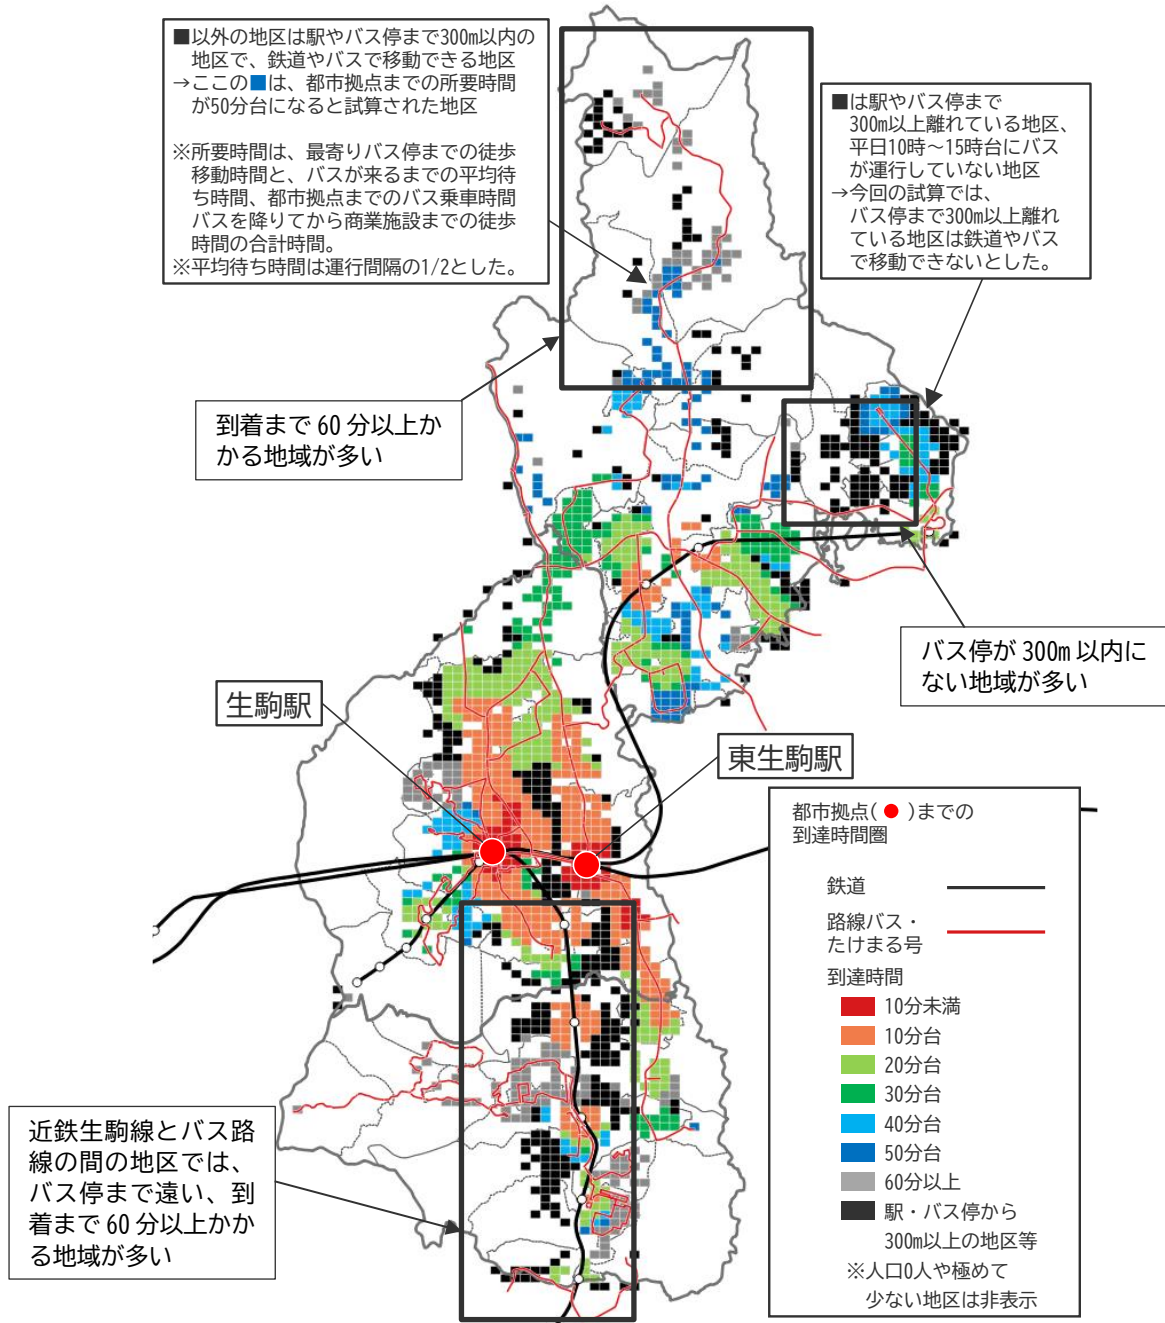 ■以外の地区は駅やバス停まで300m以内の
地区で、鉄道やバスで移動できる地区
→ここの■は、都市拠点までの所要時間
が50分台になると試算された地区
※所要時間は、最寄りバス停までの徒歩
移動時間と、バスが来るまでの平均待
ち時間、都市拠点までのバス乗車時間
バスを降りてから商業施設までの徒歩
時間の合計時間。
※平均待ち時間は運行間隔の1/2とした。
■は駅やバス停まで
300m以上離れている地区、
平日10時~15時台にバス
が運行していない地区
→今回の試算では、
バス停まで300m以上離れ
ている地区は鉄道やバス
で移動できないとした。
到着まで60分以上か
かる地域が多い
バス停が300m以内に
ない地域が多い
生駒駅
東生駒駅
近鉄生駒線とバス路
線の間の地区では、
バス停まで遠い、到
着まで60分以上かか
る地域が多い
都市拠点(●)までの
到達時間圏
鉄道
路線バス・
たけまる号
到達時間
10分未満
10分台
20分台
30分台
40分台
50分台
60分以上
駅・バス停から
300m以上の地区等
※人口0人や極めて
少ない地区は非表示